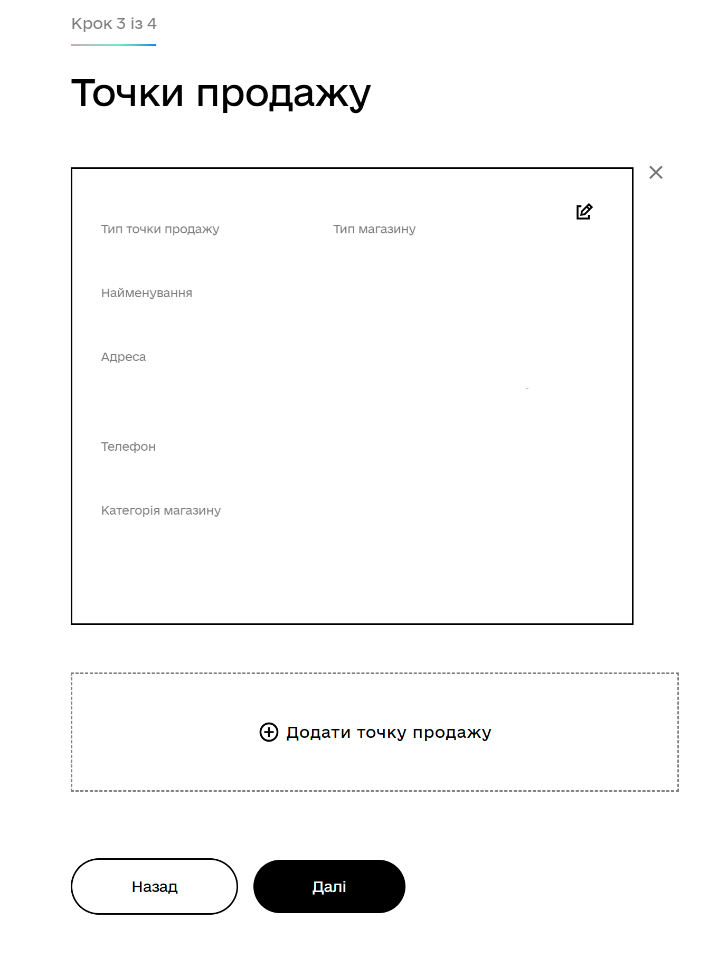 Крок 3 із 4
Точки продажу
Тип точки продажу Тип магазину
Найменування
Адреса
Телефон
Категорія магазину
Додати точку продажу
Назад Далі